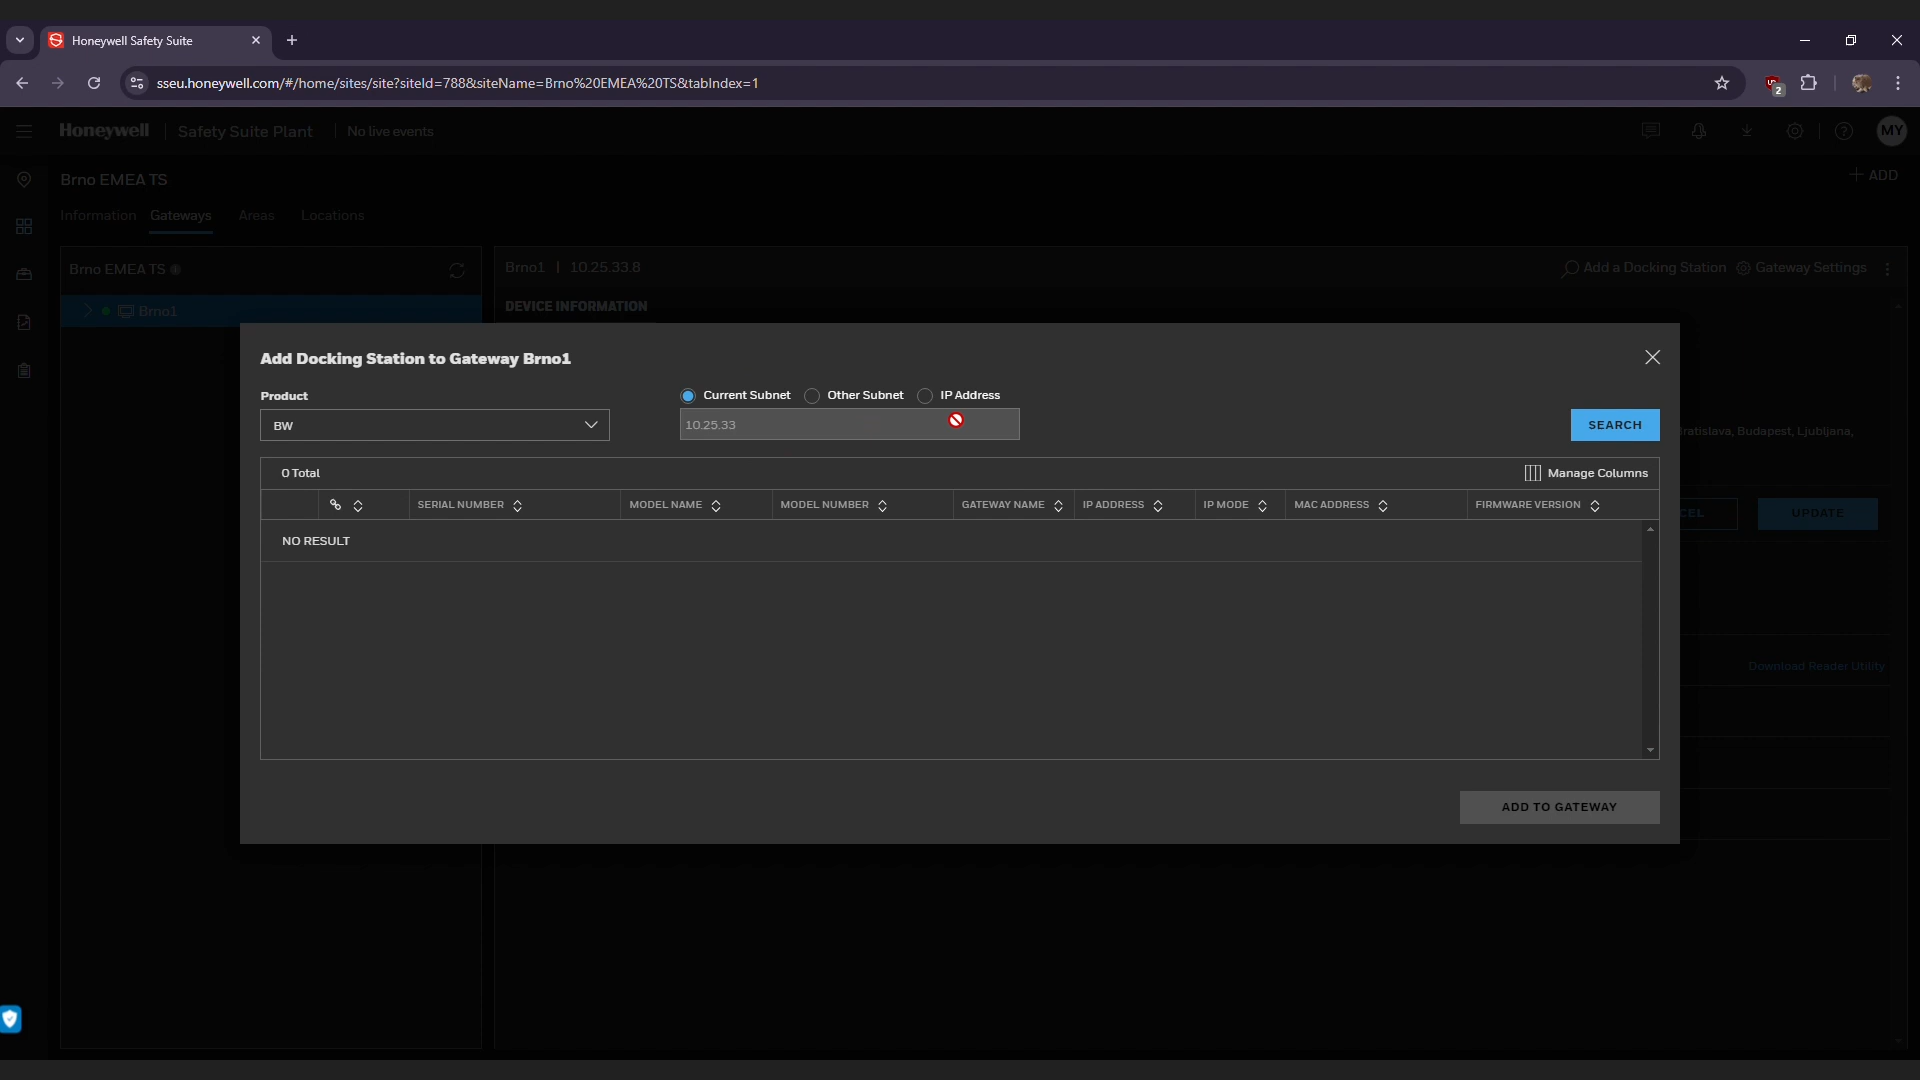 Honeywell Safety Suite
sseu.honeywell.com/#/home/sites/site?siteId=788&siteName=Brno%20EMEA%20TS&tabIndex=1
2
Honeywell | Safety Suite Plant | No live events
MY
Brno EMEA TS
+ ADD
Information Gateways Areas Locations
Brno EMEA TS
Brno1 | 10.25.33.8
Add a Docking Station Gateway Settings
Brno1
DEVICE INFORMATION
Add Docking Station to Gateway Brno1
Product
Current Subnet Other Subnet IP Address
BW
10.25.33
SEARCH
Bratislava, Budapest, Ljubljana,
0 Total
Manage Columns
SERIAL NUMBER MODEL NAME MODEL NUMBER GATEWAY NAME IP ADDRESS IP MODE MAC ADDRESS FIRMWARE VERSION
CEL
UPDATE
NO RESULT
Download Reader Utility
ADD TO GATEWAY